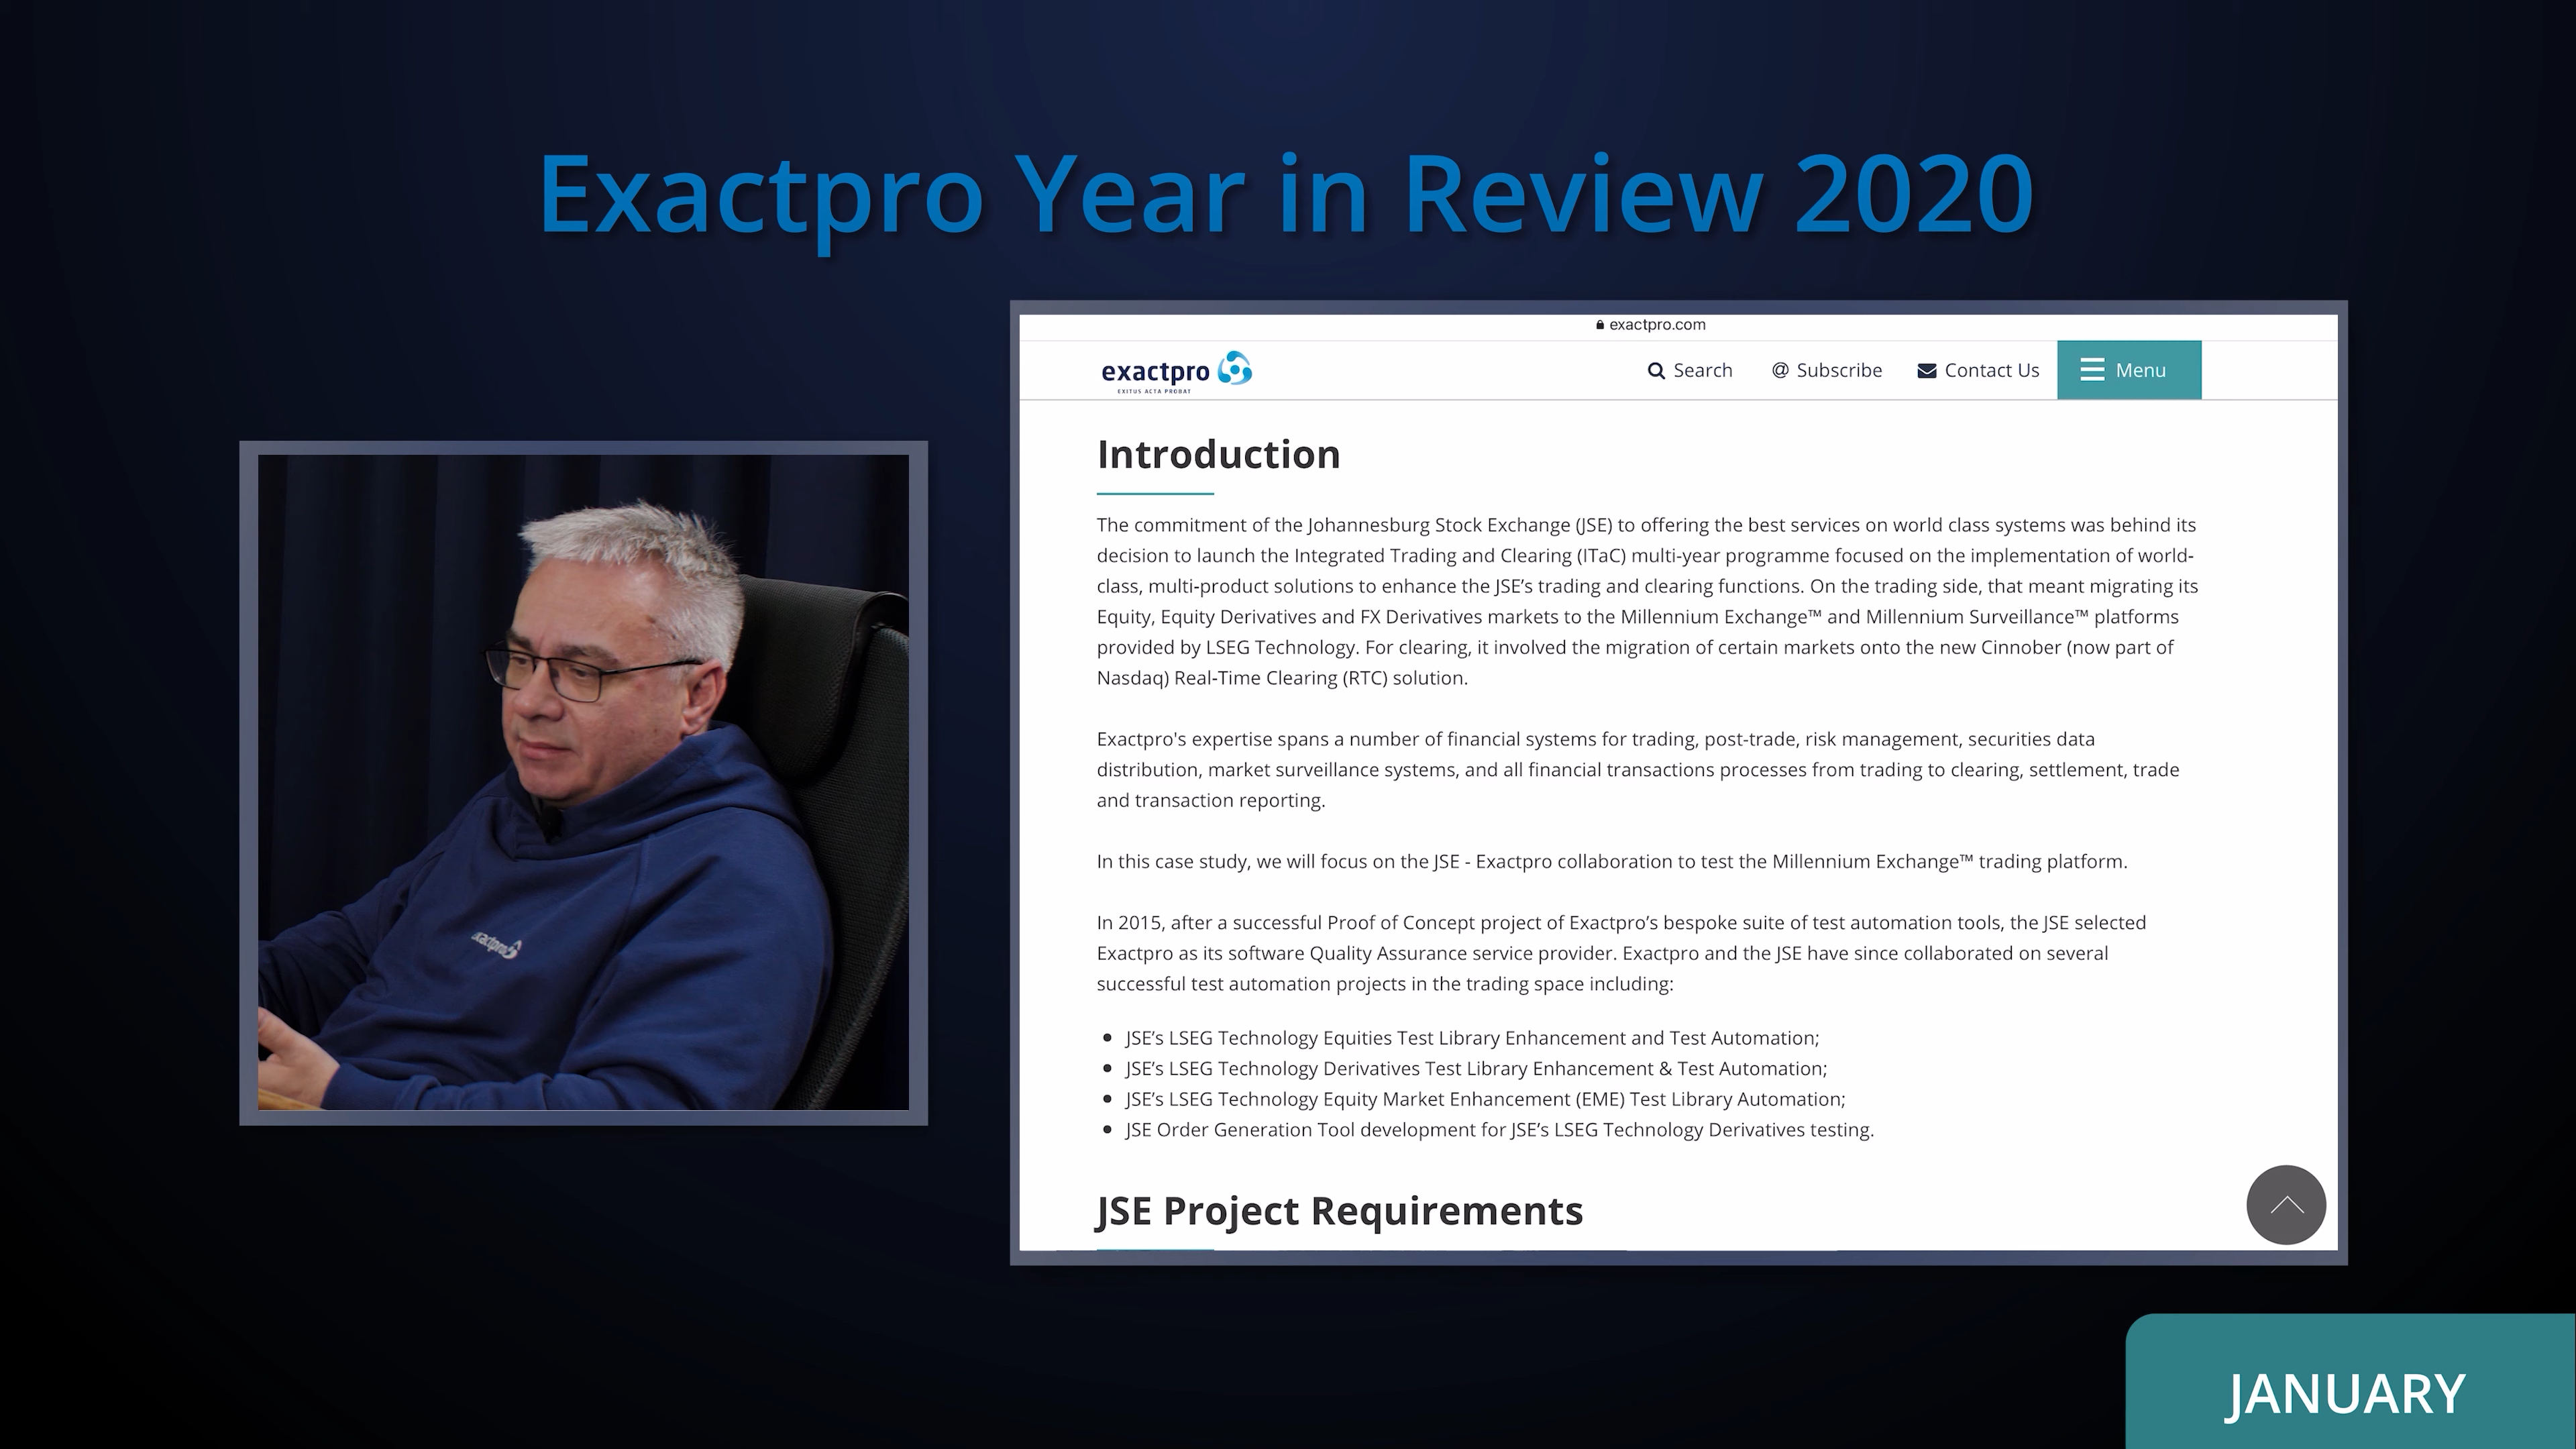 Exactpro Year in Review 2020
exactpro.com
exactpro
EXITUS ACTA PROBAT
Search
@ Subscribe
Contact Us
Menu
Introduction
The commitment of the Johannesburg Stock Exchange (JSE) to offering the best services on world class systems was behind its
decision to launch the Integrated Trading and Clearing (ITaC) multi-year programme focused on the implementation of world-
class, multi-product solutions to enhance the JSE’s trading and clearing functions. On the trading side, that meant migrating its
Equity, Equity Derivatives and FX Derivatives markets to the Millennium Exchange™ and Millennium Surveillance™ platforms
provided by LSEG Technology. For clearing, it involved the migration of certain markets onto the new Cinnober (now part of
Nasdaq) Real-Time Clearing (RTC) solution.
Exactpro's expertise spans a number of financial systems for trading, post-trade, risk management, securities data
distribution, market surveillance systems, and all financial transactions processes from trading to clearing, settlement, trade
and transaction reporting.
In this case study, we will focus on the JSE - Exactpro collaboration to test the Millennium Exchange™ trading platform.
In 2015, after a successful Proof of Concept project of Exactpro’s bespoke suite of test automation tools, the JSE selected
Exactpro as its software Quality Assurance service provider. Exactpro and the JSE have since collaborated on several
successful test automation projects in the trading space including:
• JSE’s LSEG Technology Equities Test Library Enhancement and Test Automation;
• JSE’s LSEG Technology Derivatives Test Library Enhancement & Test Automation;
• JSE’s LSEG Technology Equity Market Enhancement (EME) Test Library Automation;
• JSE Order Generation Tool development for JSE’s LSEG Technology Derivatives testing.
JSE Project Requirements
exactpro
JANUARY